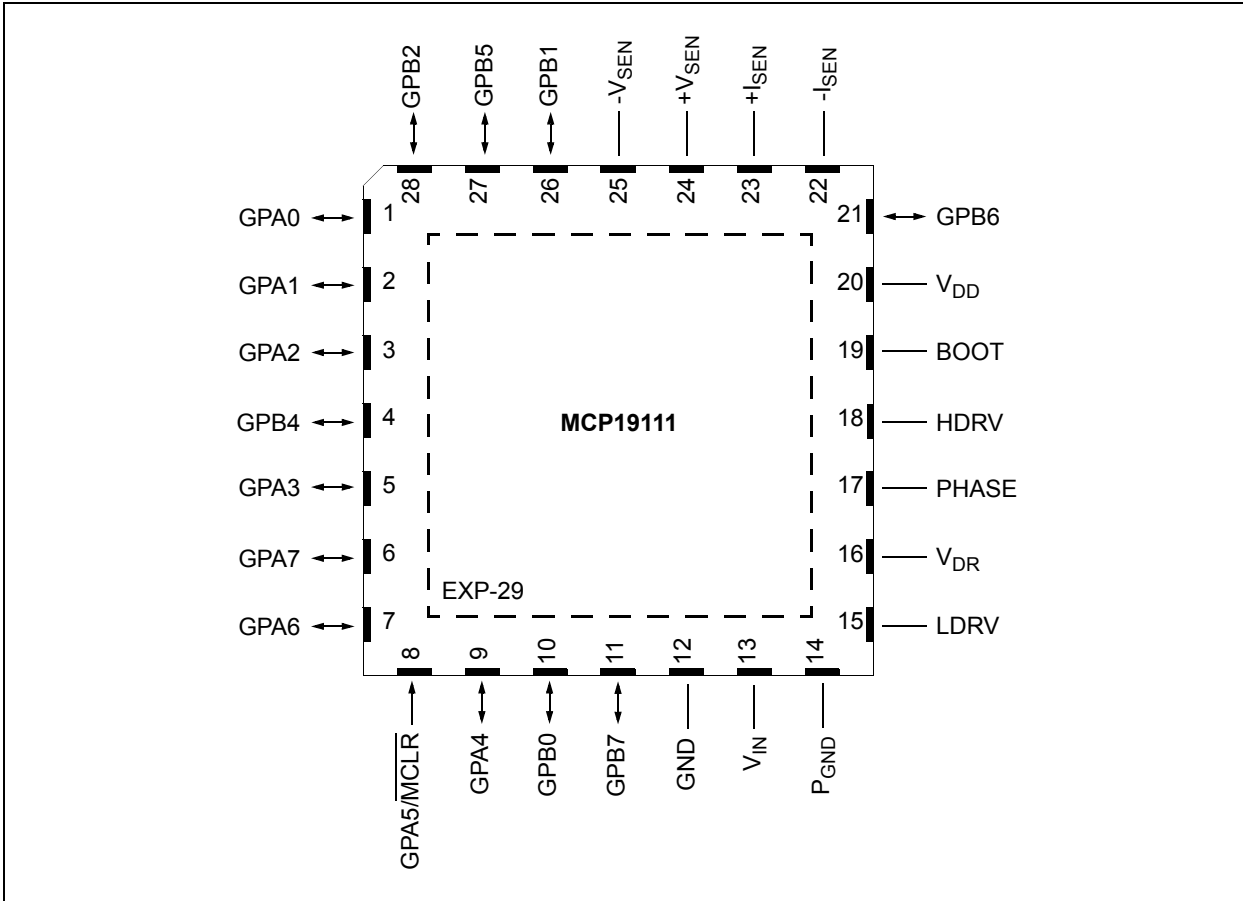 GPB2
GPB5
GPB1
-VSEN
+VSEN
+ISEN
-ISEN
28
27
26
25
24
23
22
GPA0
1
21
GPB6
GPA1
2
20
VDD
GPA2
3
19
BOOT
GPB4
4
MCP19111
18
HDRV
GPA3
5
17
PHASE
GPA7
6
16
VDR
EXP-29
GPA6
7
15
LDRV
8
9
10
11
12
13
14
GPA5/MCLR
GPA4
GPB0
GPB7
GND
VIN
PGND